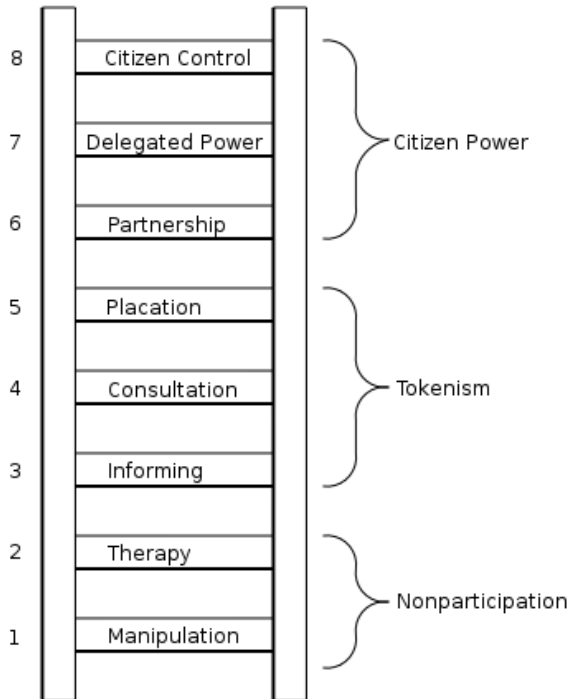 8 Citizen Control
7 Delegated Power Citizen Power
6 Partnership
5 Placation
4 Consultation Tokenism
3 Informing
2 Therapy
Nonparticipation
1 Manipulation